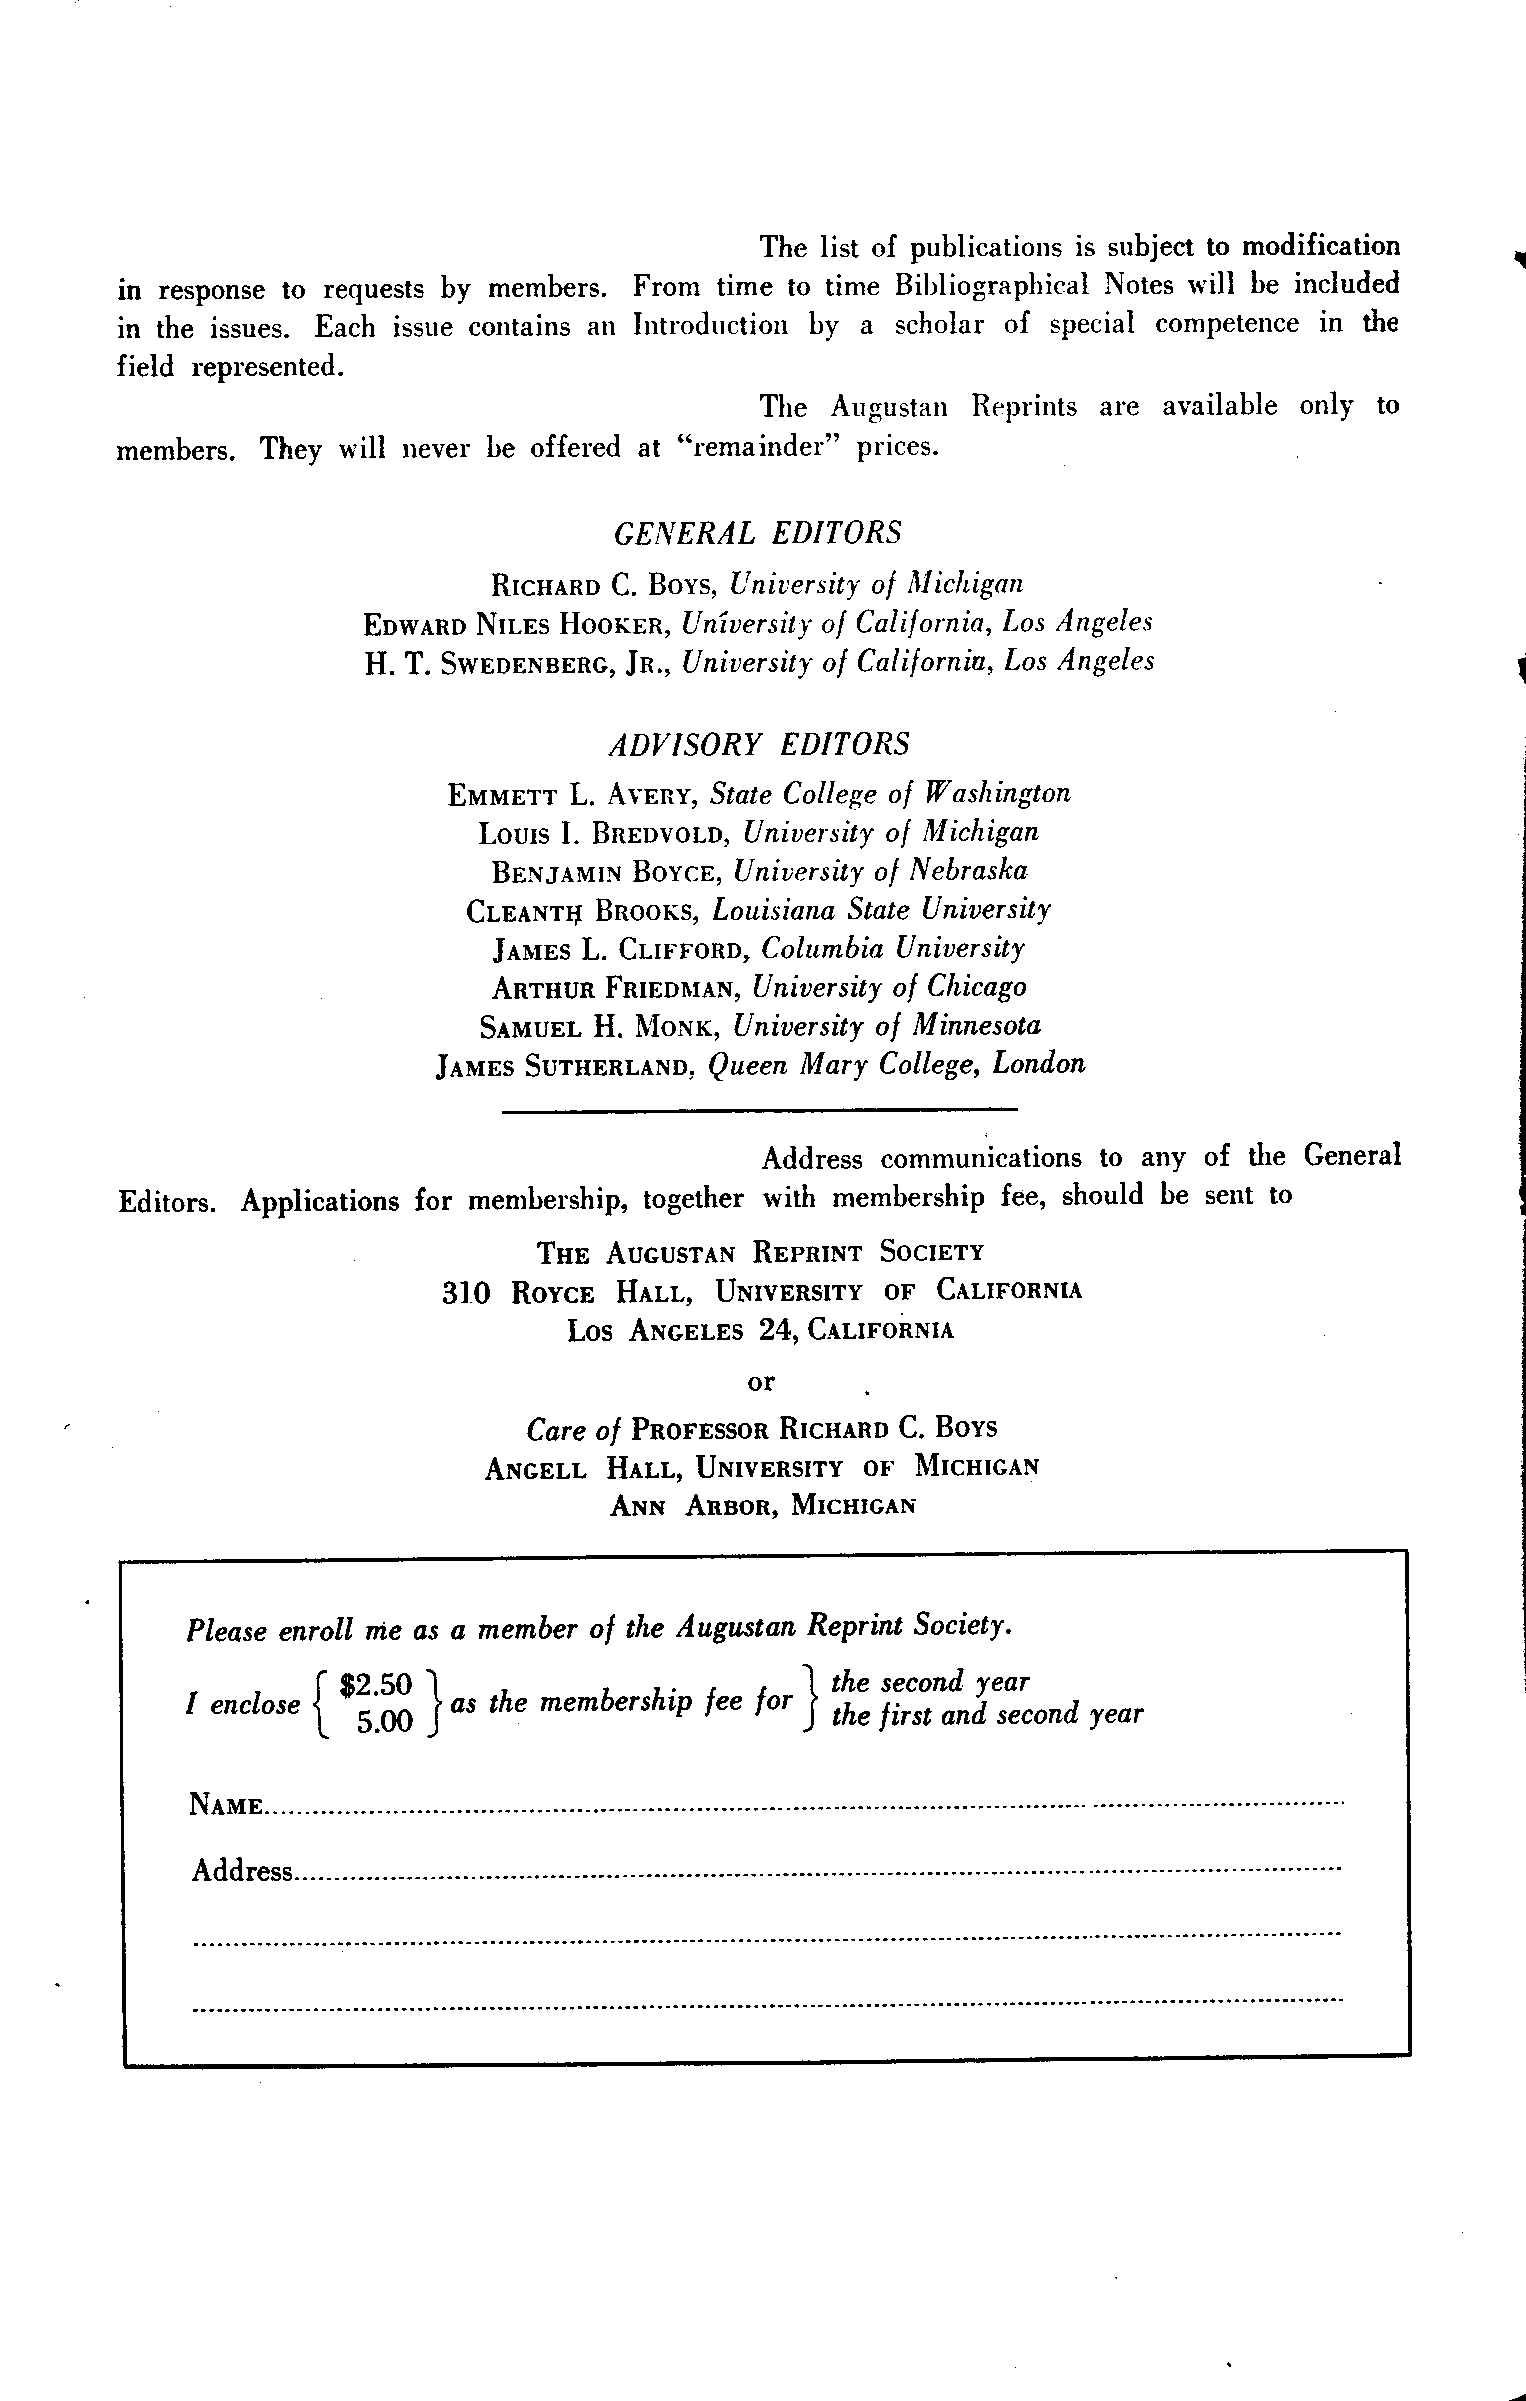 The list of publications is subject to modification
in response to requests by members. From time to time Bibliographical Notes will be included
in the issues. Each issue contains an Introduction by a scholar of special competence in the
field represented.
The Augustan Reprints are available only to
members. They will never be offered at “remainder” prices.
GENERAL EDITORS
RICHARD C. BOYS, University of Michigan
EDWARD NILES HOOKER, University of California, Los Angeles
H. T. SWEDENBERG, JR., University of California, Los Angeles
ADVISORY EDITORS
EMMETT L. AVERY, State College of Washington
LOUIS I. BREDVOLD, University of Michigan
BENJAMIN BOYCE, University of Nebraska
CLEANTH BROOKS, Louisiana State University
JAMES L. CLIFFORD, Columbia University
ARTHUR FRIEDMAN, University of Chicago
SAMUEL H. MONK, University of Minnesota
JAMES SUTHERLAND, Queen Mary College, London
Address communications to any of the General
Editors. Applications for membership, together with membership fee, should be sent to
THE AUGUSTAN REPRINT SOCIETY
310 ROYCE HALL, UNIVERSITY OF CALIFORNIA
LOS ANGELES 24, CALIFORNIA
or
Care of PROFESSOR RICHARD C. BOYS
ANGELL HALL, UNIVERSITY OF MICHIGAN
ANN ARBOR, MICHIGAN
Please enroll me as a member of the Augustan Reprint Society.
I enclose { $2.50 } as the membership fee for } the second year
5.00 the first and second year
NAME
Address